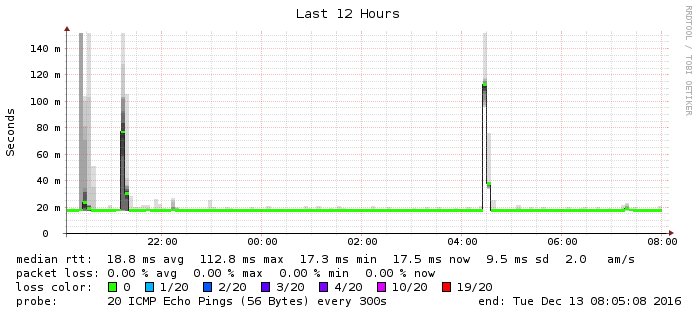 Last 12 Hours
RRDTOOL / TOBI OETIKER
Seconds
140 m
120 m
100 m
80 m
60 m
40 m
20 m
0
22:00 00:00 02:00 04:00 06:00 08:00
median rtt: 18.8 ms avg 112.8 ms max 17.3 ms min 17.5 ms now 9.5 ms sd 2.0 am/s
packet loss: 0.00 % avg 0.00 % max 0.00 % min 0.00 % now
loss color: 0 1/20 2/20 3/20 4/20 10/20 19/20
probe: 20 ICMP Echo Pings (56 Bytes) every 300s end: Tue Dec 13 08:05:08 2016